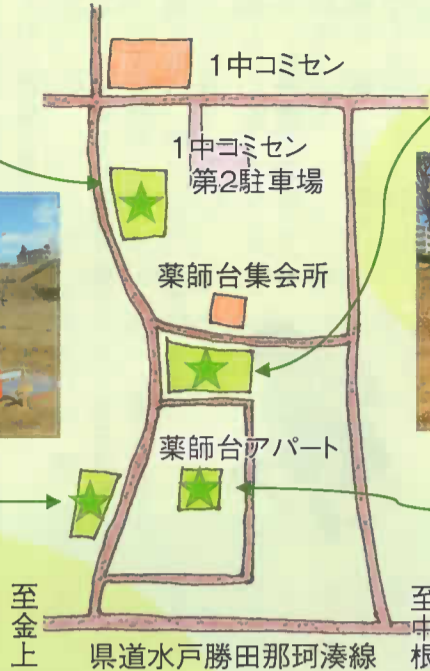 1中コミセン
1中コミセン
第2駐車場
薬師台集会所
薬師台アパート
至金上
県道水戸勝田那珂湊線
至中根